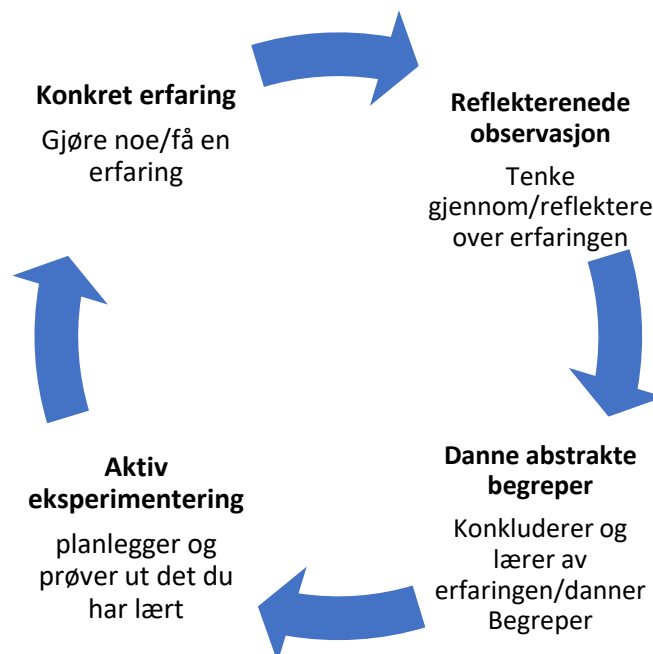 Konkret erfaring
Gjøre noe/få en
erfaring
Reflekterenede
observasjon
Tenke
gjennom/reflektere
over erfaringen
Danne abstrakte
begreper
Konkluderer og
lærer av
erfaringen/danner
Begreper
Aktiv
eksperimentering
planlegger og
prøver ut det du
har lært